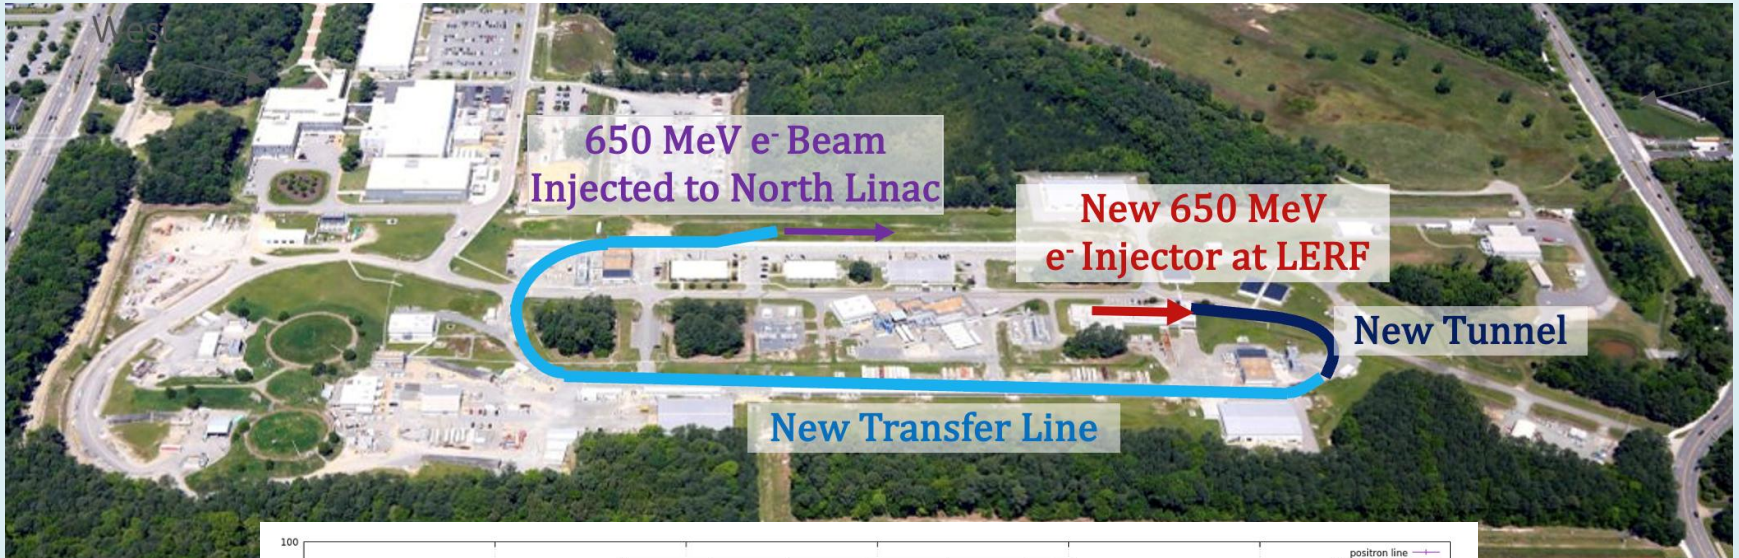 West
650 MeV e⁻ Beam
Injected to North Linac
New 650 MeV
e⁻ Injector at LERF
New Tunnel
New Transfer Line
100
positron line